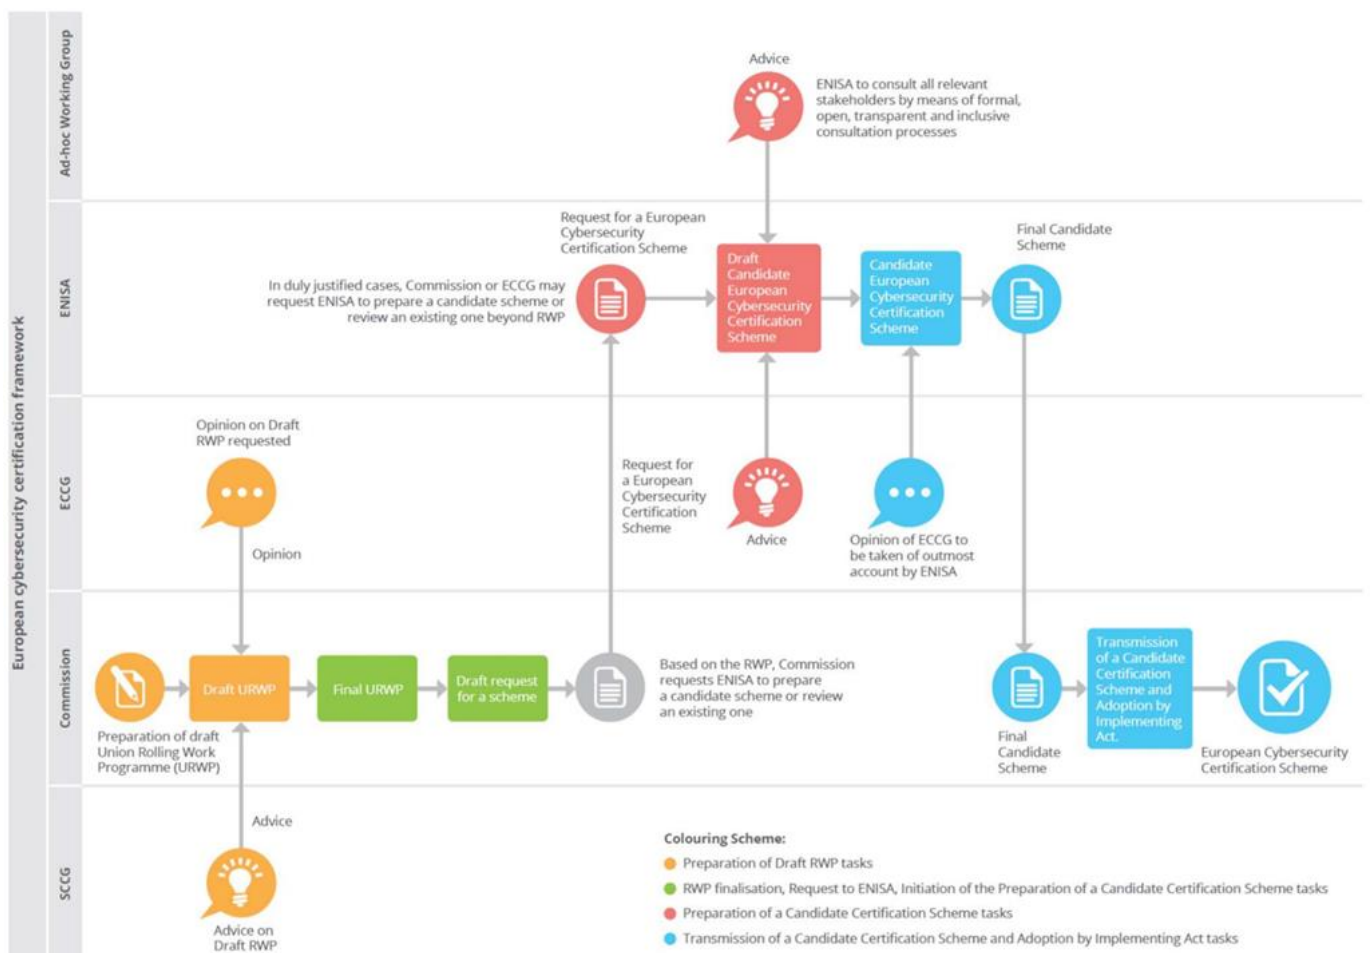 European cybersecurity certification framework
Ad-hoc Working Group
Advice
ENISA to consult all relevant
stakeholders by means of formal,
open, transparent and inclusive
consultation processes
ENISA
Request for a European
Cybersecurity
Certification Scheme
In duly justified cases, Commission or ECCG may
request ENISA to prepare a candidate scheme or
review an existing one beyond RWP
Draft
Candidate
European
Cybersecurity
Certification
Scheme
Candidate
European
Cybersecurity
Certification
Scheme
Final Candidate
Scheme
ECCG
Opinion on Draft
RWP requested
Opinion
Request for
a European
Cybersecurity
Certification
Scheme
Advice
Opinion of ECCG to
be taken of outmost
account by ENISA
Commission
Preparation of draft
Union Rolling Work
Programme (URWP)
Draft URWP
Final URWP
Draft request
for a scheme
Based on the RWP, Commission
requests ENISA to prepare
a candidate scheme or review
an existing one
Final
Candidate
Scheme
Transmission
of a Candidate
Certification
Scheme and
Adoption by
Implementing
Act.
European Cybersecurity
Certification Scheme
SCCG
Advice
Advice on
Draft RWP
Colouring Scheme:
Preparation of Draft RWP tasks
RWP finalisation, Request to ENISA, Initiation of the Preparation of a Candidate Certification Scheme tasks
Preparation of a Candidate Certification Scheme tasks
Transmission of a Candidate Certification Scheme and Adoption by Implementing Act tasks